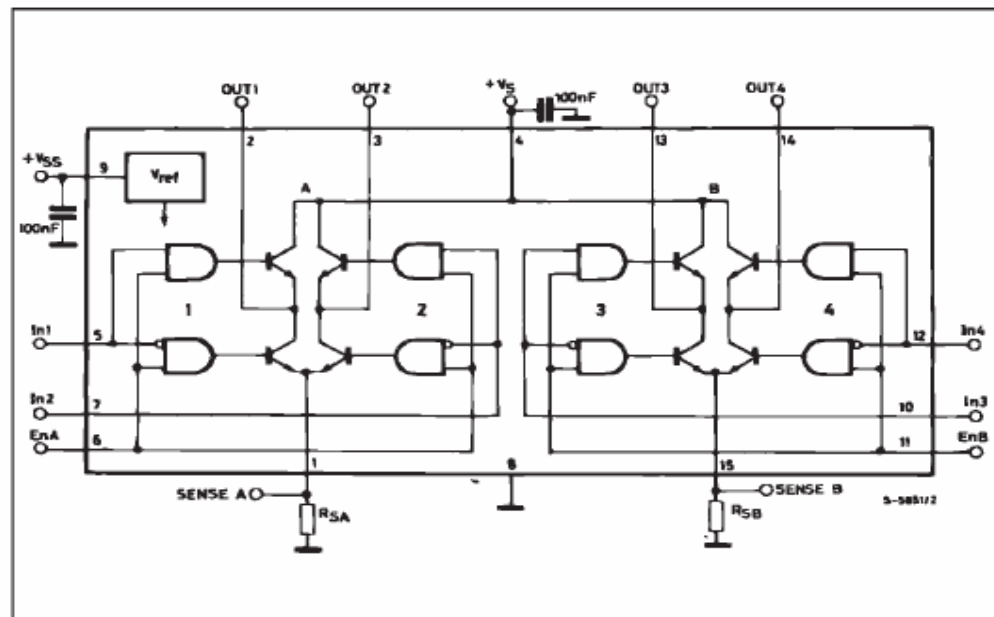 OUT1 OUT2 +VS 100nF OUT3 OUT4
2 3 4 13 14
+VSS 9 Vref A B
100nF
1 2 3 4
In1 5 12 In4
In2 7 10 In3
EnA 6 11 EnB
1 8 15
SENSE A SENSE B S-5851/2
RSA RSB